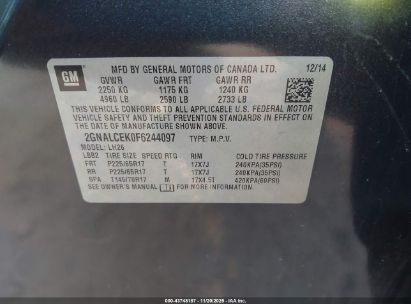 GM
MFD BY GENERAL MOTORS OF CANADA LTD. 12/14
GVWR GAWR FRT GAWR RR
2250 KG 1175 KG 1240 KG
4960 LB 2590 LB 2733 LB
THIS VEHICLE CONFORMS TO ALL APPLICABLE U.S. FEDERAL MOTOR
VEHICLE SAFETY AND THEFT PREVENTION STANDARDS IN EFFECT ON
THE DATE OF MANUFACTURE SHOWN ABOVE.
2GNALCEK0F6244097 TYPE: M.P.V.
MODEL: LH26
TIRE SIZE SPEED RTG RIM COLD TIRE PRESSURE
FRT P225/65R17 T 17X7J 240KPA(35PSI)
RR P225/65R17 T 17X7J 240KPA(35PSI)
SPA T145/70R17 M 17X4.5T 420KPA(60PSI)
SEE OWNER'S MANUAL FOR MORE INFORMATION.